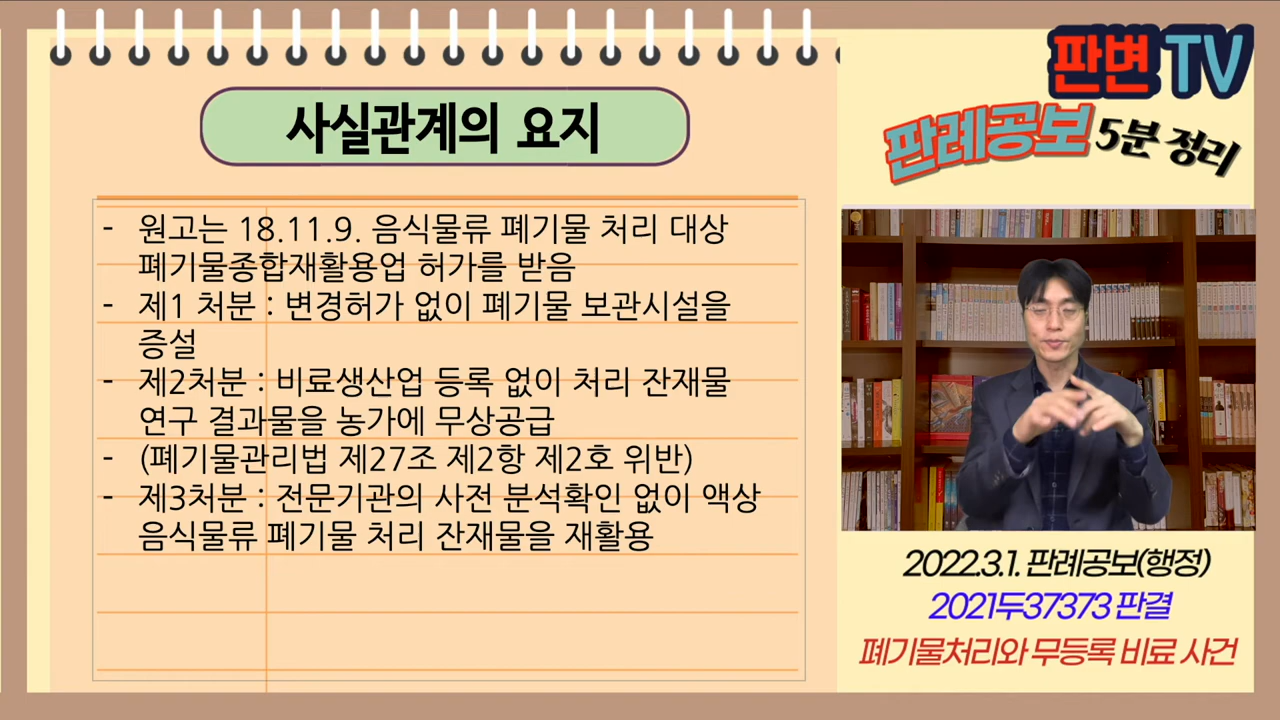 사실관계의 요지
- 원고는 18.11.9. 음식물류 폐기물 처리 대상
폐기물종합재활용업 허가를 받음
- 제1 처분 : 변경허가 없이 폐기물 보관시설을
증설
- 제2처분 : 비료생산업 등록 없이 처리 잔재물
연구 결과물을 농가에 무상공급
- (폐기물관리법 제27조 제2항 제2호 위반)
- 제3처분 : 전문기관의 사전 분석확인 없이 액상
음식물류 폐기물 처리 잔재물을 재활용
판변 TV
판례공보 5분 정리
2022.3.1. 판례공보(행정)
2021두37373 판결
폐기물처리와 무등록 비료 사건